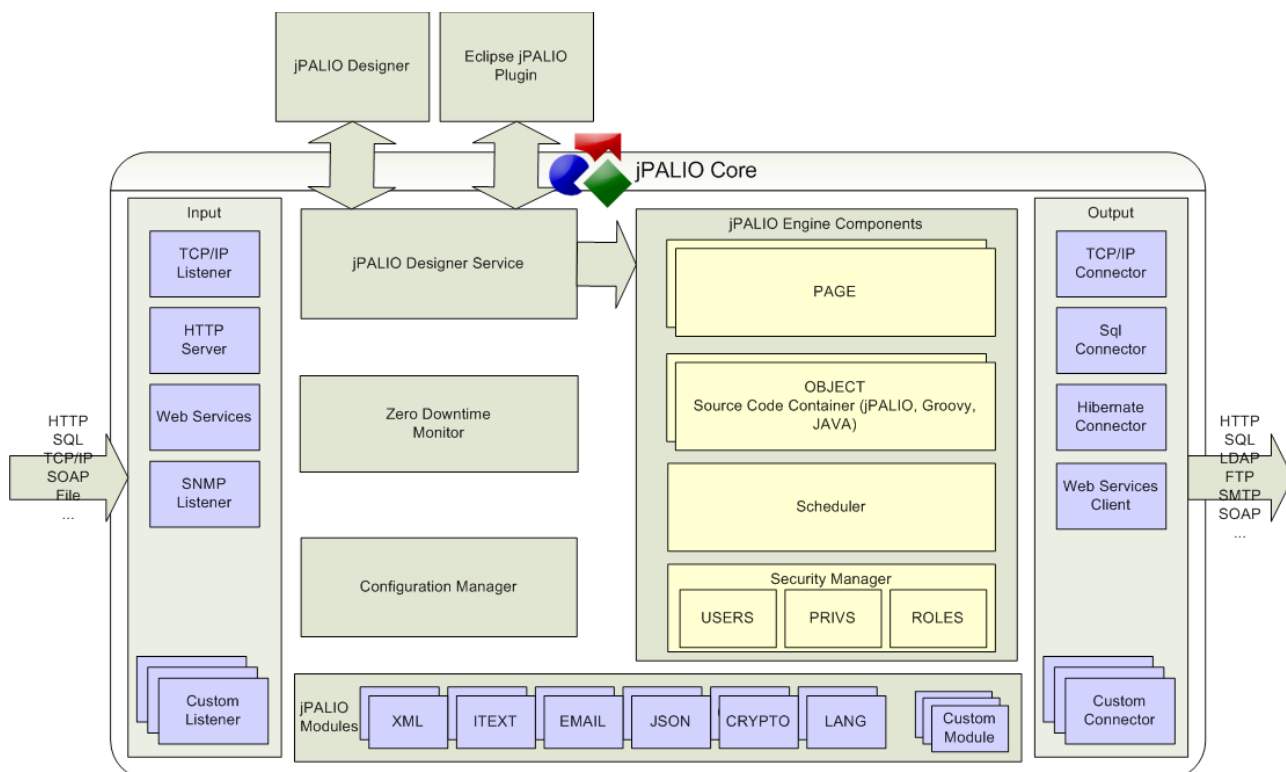 jPALIO Designer
Eclipse jPALIO
Plugin
jPALIO Core
Input
TCP/IP
Listener
HTTP
Server
Web Services
SNMP
Listener
Custom
Listener
HTTP
SQL
TCP/IP
SOAP
File
...
jPALIO Designer Service
Zero Downtime
Monitor
Configuration Manager
jPALIO Engine Components
PAGE
OBJECT
Source Code Container (jPALIO, Groovy,
JAVA)
Scheduler
Security Manager
USERS
PRIVS
ROLES
jPALIO
Modules
XML
ITEXT
EMAIL
JSON
CRYPTO
LANG
Custom
Module
Output
TCP/IP
Connector
Sql
Connector
Hibernate
Connector
Web Services
Client
Custom
Connector
HTTP
SQL
LDAP
FTP
SMTP
SOAP
...